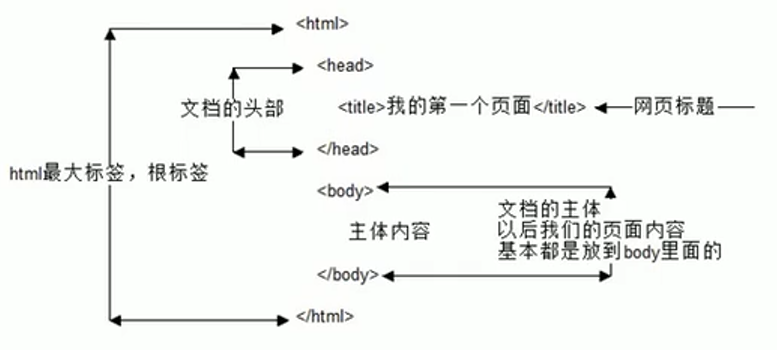 <html>
<head>
文档的头部
<title>我的第一个页面</title>
网页标题
</head>
html最大标签，根标签
<body>
文档的主体
以后我们的页面内容
基本都是放到body里面的
主体内容
</body>
</html>